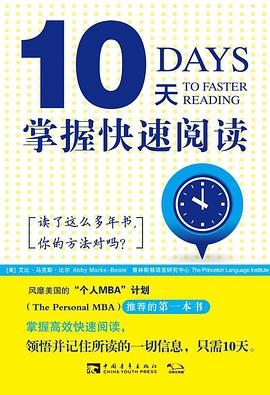 10 DAYS
天 TO FASTER
READING
掌握快速阅读
读了这么多年书，
你的方法对吗？
[美] 艾比·马克斯-比尔 Abby Marks-Beale 普林斯顿语言研究中心 The Princeton Language Institute
风靡美国的“个人MBA”计划
(The Personal MBA) 推荐的第一本书
掌握高效快速阅读，
领悟并记住所读的一切信息，只需10天。
中国青年出版社
CHINA YOUTH PRESS